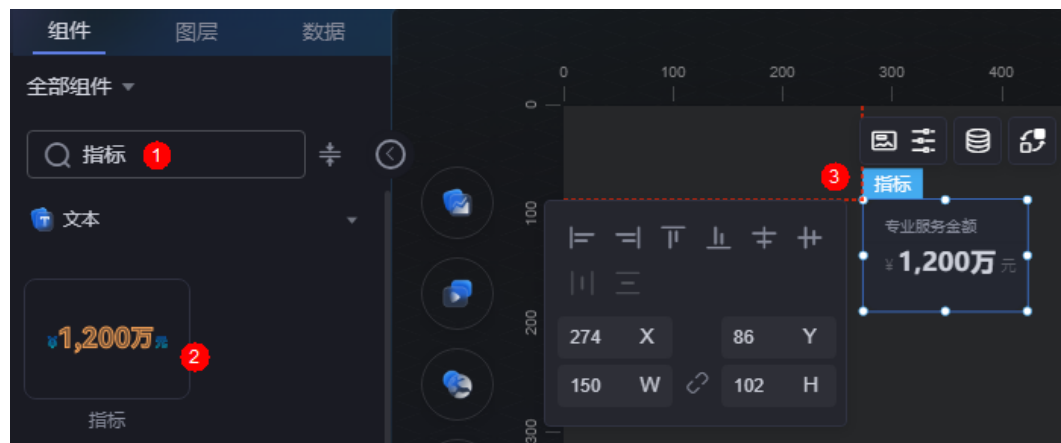 组件 图层 数据
全部组件
指标 1
文本
¥1,200万元
2
指标
0 100 200 300 400
0
100
200
300
3
指标
专业服务金额
¥ 1,200万 元
274 X 86 Y
150 W 102 H